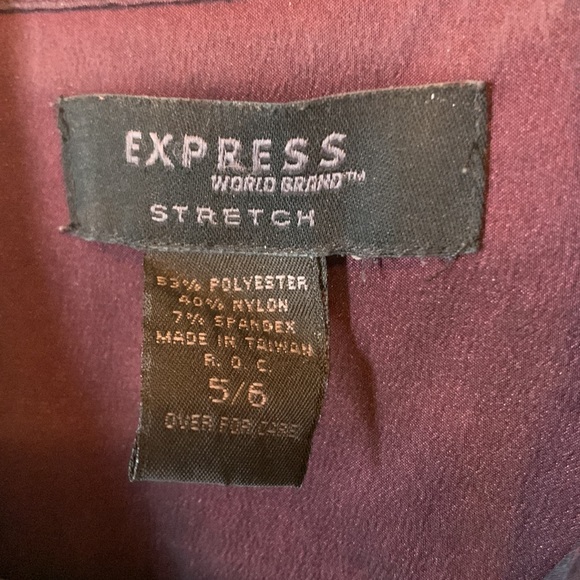 EXPRESS
WORLD BRAND™
STRETCH
53% POLYESTER
40% NYLON
7% SPANDEX
MADE IN TAIWAN
R. O. C.
5/6
OVER FOR CARE